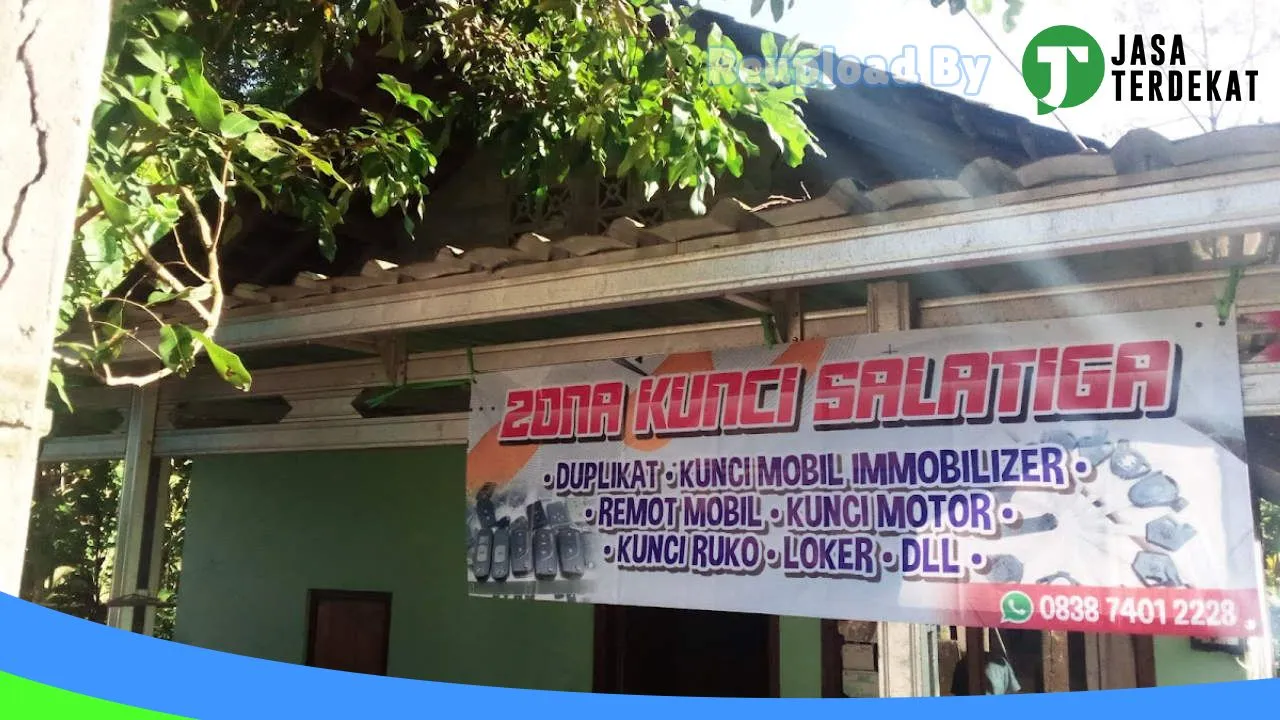 Reupload By
JASA
TERDEKAT
ZONA KUNCI SALATIGA
• DUPLIKAT • KUNCI MOBIL IMMOBILIZER •
• REMOT MOBIL • KUNCI MOTOR •
• KUNCI RUKO • LOKER • DLL •
0838 7401 2228